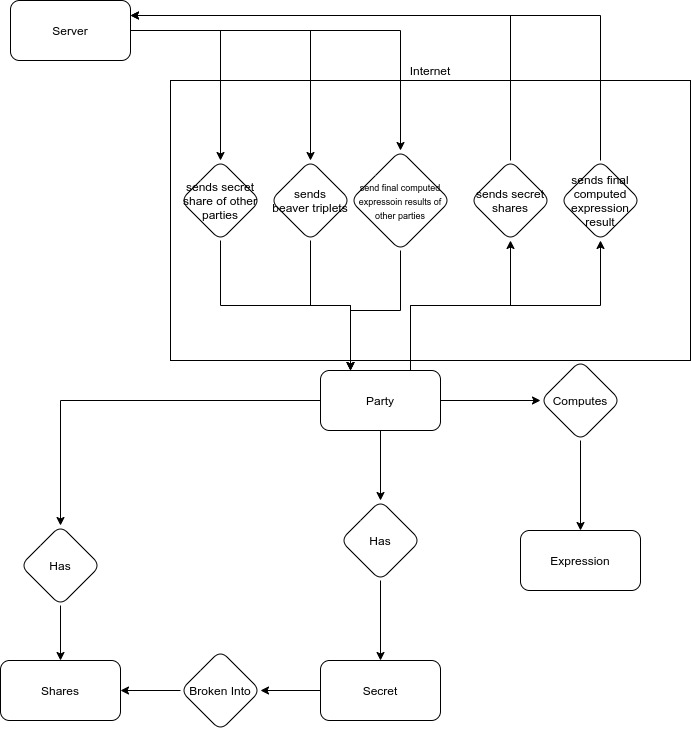 Server
Internet
sends secret
share of other
parties
sends
beaver triplets
send final computed
expressoin results of
other parties
sends secret
shares
sends final
computed
expression
result
Party
Computes
Has
Has
Expression
Shares
Broken Into
Secret